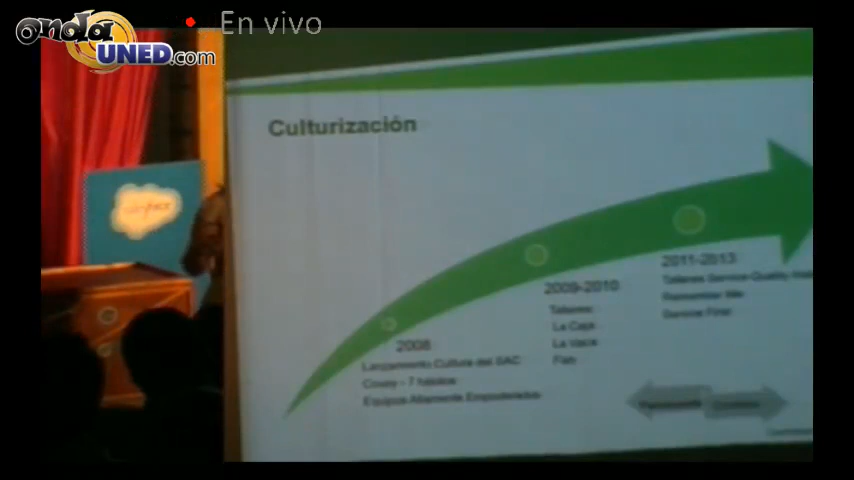 onda
UNED.com
En vivo
Culturización
2011-2013
Talleres Service Quality
Remember Me
Service First
2009-2010
Talleres:
La Caja
La Vaca
Fish
2008
Lanzamiento Cultura del SAC
Covey - 7 hábitos
Equipos Altamente Empoderados